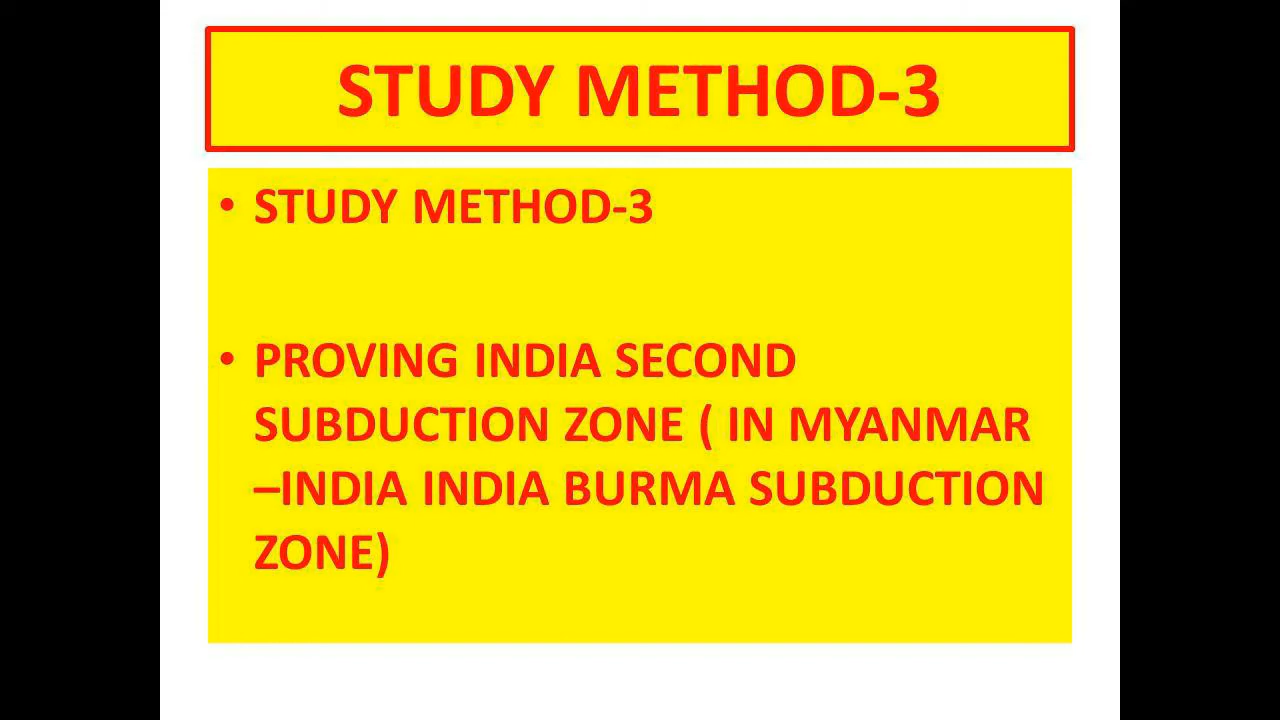 STUDY METHOD-3
• STUDY METHOD-3
• PROVING INDIA SECOND
SUBDUCTION ZONE ( IN MYANMAR
–INDIA INDIA BURMA SUBDUCTION
ZONE)